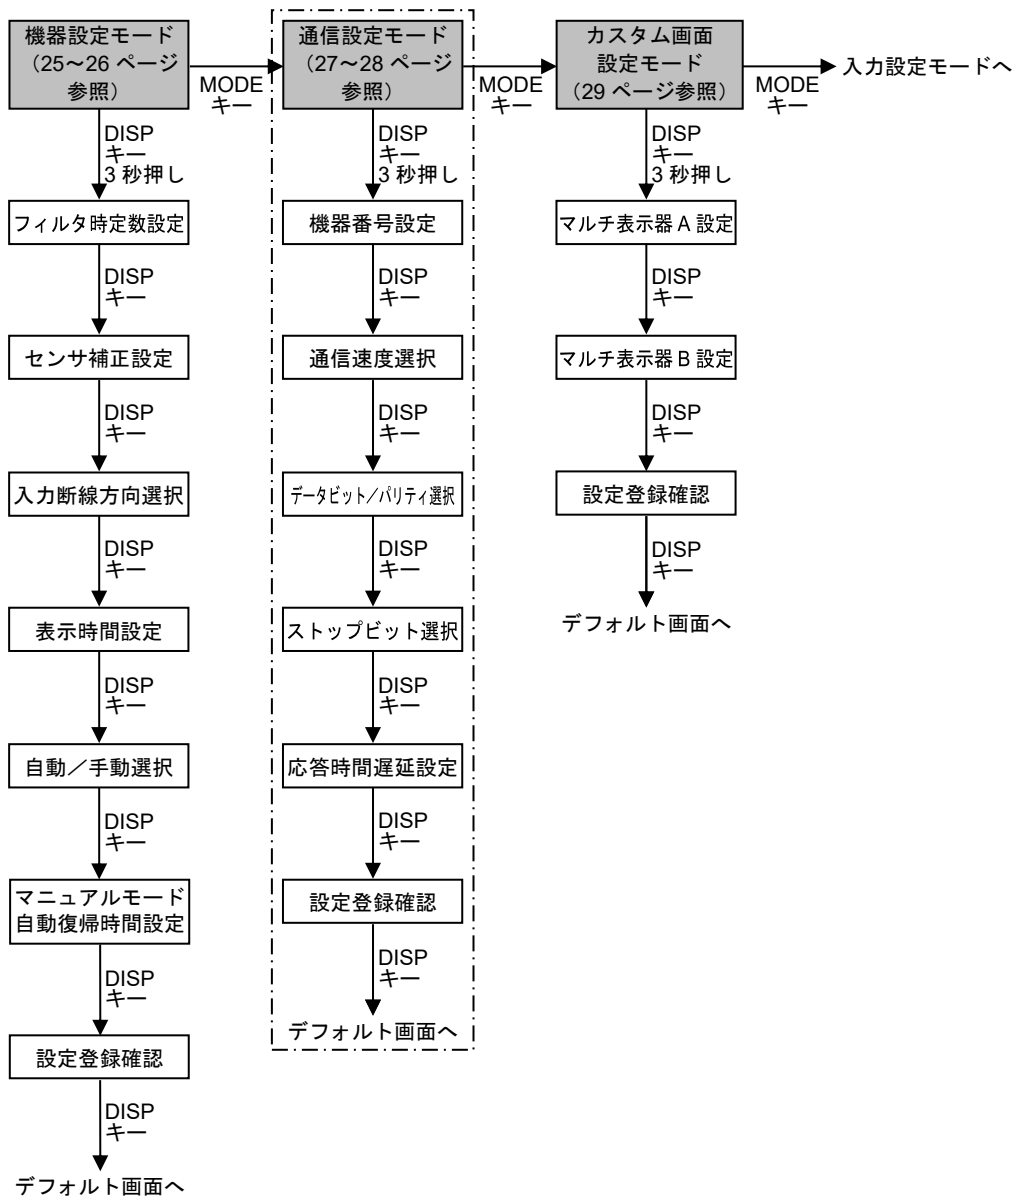 機器設定モード
（25～26 ページ
参照）
MODE
キー
通信設定モード
（27～28 ページ
参照）
MODE
キー
カスタム画面
設定モード
（29 ページ参照）
MODE
キー
入力設定モードへ
DISP
キー
3 秒押し
フィルタ時定数設定
DISP
キー
センサ補正設定
DISP
キー
入力断線方向選択
DISP
キー
表示時間設定
DISP
キー
自動／手動選択
DISP
キー
マニュアルモード
自動復帰時間設定
DISP
キー
設定登録確認
DISP
キー
デフォルト画面へ
DISP
キー
3 秒押し
機器番号設定
DISP
キー
通信速度選択
DISP
キー
データビット／パリティ選択
DISP
キー
ストップビット選択
DISP
キー
応答時間遅延設定
DISP
キー
設定登録確認
DISP
キー
デフォルト画面へ
DISP
キー
3 秒押し
マルチ表示器 A 設定
DISP
キー
マルチ表示器 B 設定
DISP
キー
設定登録確認
DISP
キー
デフォルト画面へ